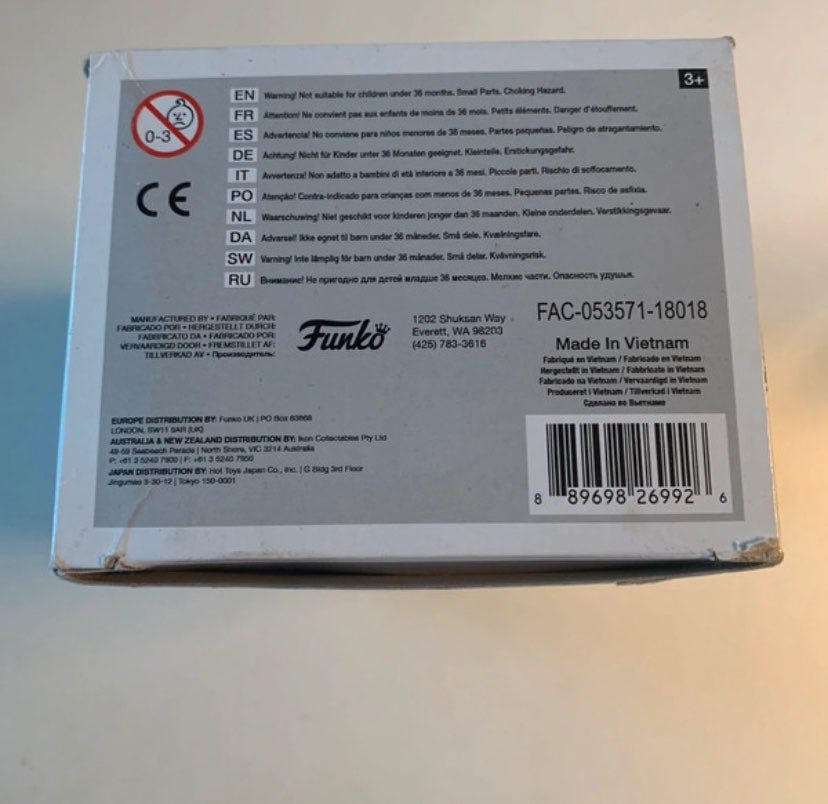 3+
0-3
CE
EN Warning! Not suitable for children under 36 months. Small Parts. Choking Hazard.
FR Attention! Ne convient pas aux enfants de moins de 36 mois. Petits éléments. Danger d'étouffement.
ES Advertencia! No conviene para niños menores de 36 meses. Partes pequeñas. Peligro de atragantamiento.
DE Achtung! Nicht für Kinder unter 36 Monaten geeignet. Kleinteile. Erstickungsgefahr.
IT Avvertenza! Non adatto a bambini di età inferiore a 36 mesi. Piccole parti. Rischio di soffocamento.
PO Atenção! Contra-indicado para crianças com menos de 36 meses. Pequenas partes. Risco de asfixia.
NL Waarschuwing! Niet geschikt voor kinderen jonger dan 36 maanden. Kleine onderdelen. Verstikkingsgevaar.
DA Advarsel! Ikke egnet til børn under 36 måneder. Små dele. Kvælningsfare.
SW Varning! Inte lämplig för barn under 36 månader. Små delar. Kvävningsrisk.
RU Внимание! Не пригодно для детей младше 36 месяцев. Мелкие части. Опасность удушья.
MANUFACTURED BY • FABRIQUÉ PAR:
FABRICADO POR • HERGESTELLT DURCH:
FABBRICATO DA • FABRICADO POR:
VERVAARDIGD DOOR • FREMSTILLET AF:
TILLVERKAD AV • Производитель:
Funko
1202 Shuksan Way
Everett, WA 98203
(425) 783-3616
FAC-053571-18018
Made In Vietnam
Fabriqué en Vietnam / Fabricado en Vietnam
Hergestellt in Vietnam / Fabbricato in Vietnam
Fabricado na Vietnam / Vervaardigd in Vietnam
Produceret i Vietnam / Tillverkad i Vietnam
Сделано во Вьетнаме
EUROPE DISTRIBUTION BY: Funko UK | PO Box 63868
LONDON, SW11 9AR (UK)
AUSTRALIA & NEW ZEALAND DISTRIBUTION BY: Ikon Collectables Pty Ltd
49-59 Seabeach Parade | North Shore, VIC 3214 Australia
P: +61 3 5240 7900 | F: +61 3 5240 7950
JAPAN DISTRIBUTION BY: Hot Toys Japan Co., Inc. | G Bldg 3rd Floor
Jingumae 3-30-12 | Tokyo 150-0001
8 89698 26992 6